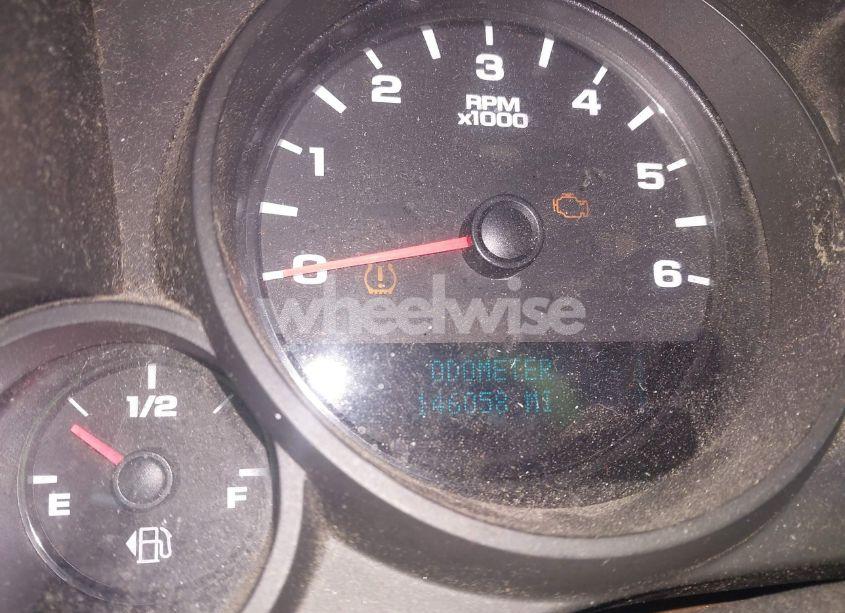 3
2
4
RPM
x1000
1
5
0
6
wheelwise
ODOMETER
146058 MI
1/2
E
F